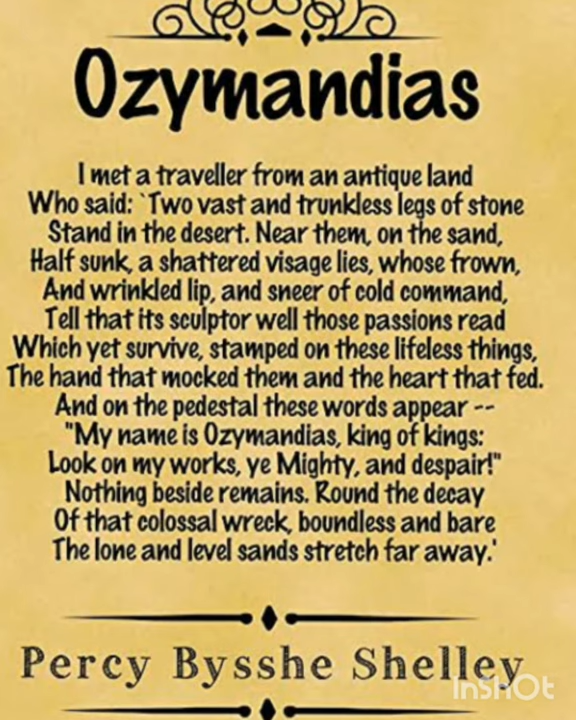 Ozymandias
I met a traveller from an antique land
Who said: `Two vast and trunkless legs of stone
Stand in the desert. Near them, on the sand,
Half sunk, a shattered visage lies, whose frown,
And wrinkled lip, and sneer of cold command,
Tell that its sculptor well those passions read
Which yet survive, stamped on these lifeless things,
The hand that mocked them and the heart that fed.
And on the pedestal these words appear --
"My name is Ozymandias, king of kings:
Look on my works, ye Mighty, and despair!"
Nothing beside remains. Round the decay
Of that colossal wreck, boundless and bare
The lone and level sands stretch far away.'
Percy Bysshe Shelley
InShOt